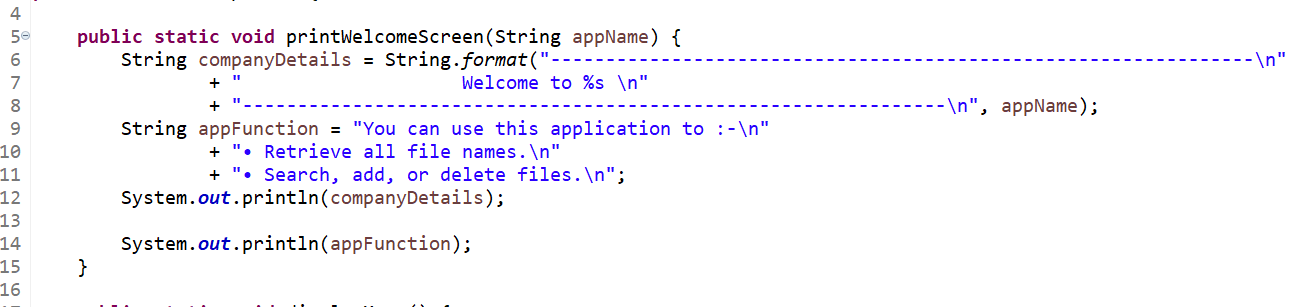 4
5 public static void printWelcomeScreen(String appName) {
6 String companyDetails = String.format("----------------------------------------------------------------\n"
7 + " Welcome to %s \n"
8 + "----------------------------------------------------------------\n", appName);
9 String appFunction = "You can use this application to :-\n"
10 + "• Retrieve all file names.\n"
11 + "• Search, add, or delete files.\n";
12 System.out.println(companyDetails);
13
14 System.out.println(appFunction);
15 }
16